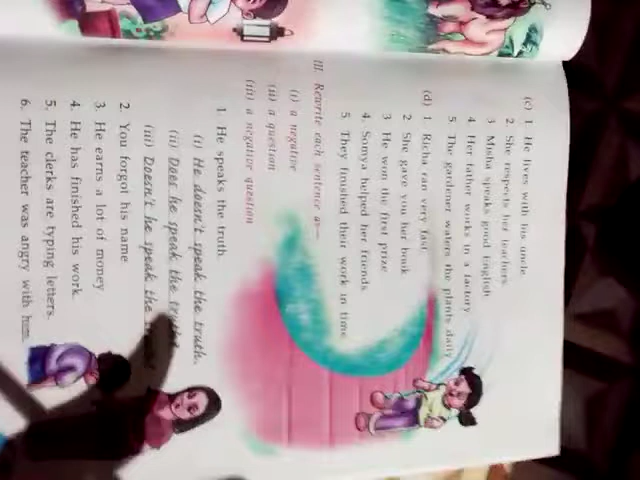 (c) 1. He lives with his uncle.
2. She respects her teachers.
3. Misha speaks good English
4. Her father works in a factory
5. The gardener waters the plants daily
(d) 1. Richa ran very fast.
2. She gave you her book
3. He won the first prize
4. Somya helped her friends.
5. They finished their work in time
III. Rewrite each sentence as—
(i) a negative
(ii) a question
(iii) a negative question
1. He speaks the truth.
(i) He doesn't speak the truth.
(ii) Does he speak the truth?
(iii) Doesn't he speak the
2. You forgot his name
3. He earns a lot of money
4. He has finished his work.
5. The clerks are typing letters.
6. The teacher was angry with him.